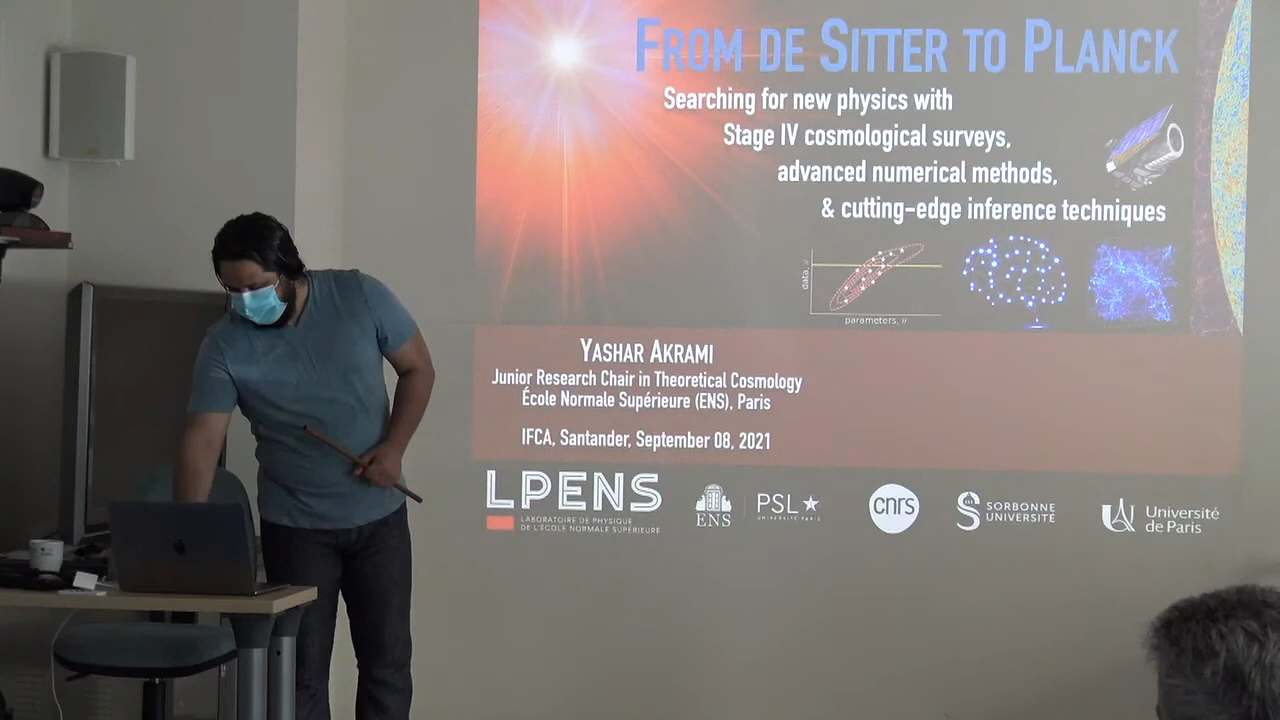 FROM DE SITTER TO PLANCK
Searching for new physics with
Stage IV cosmological surveys,
advanced numerical methods,
& cutting-edge inference techniques
data,
parameters, θ
YASHAR AKRAMI
Junior Research Chair in Theoretical Cosmology
École Normale Supérieure (ENS), Paris
IFCA, Santander, September 08, 2021
LPENS
LABORATOIRE DE PHYSIQUE
DE L'ÉCOLE NORMALE SUPÉRIEURE
ENS
PSL
UNIVERSITÉ PARIS
cnrs
SORBONNE
UNIVERSITÉ
Université
de Paris